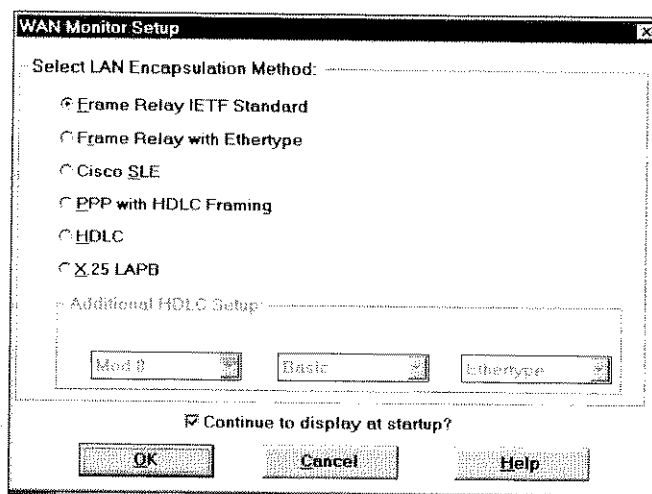 WAN Monitor Setup
Select LAN Encapsulation Method:
Frame Relay IETF Standard
Frame Relay with Ethertype
Cisco SLE
PPP with HDLC Framing
HDLC
X.25 LAPB
Additional HDLC Setup:
Mod 8 Basic Ethertype
Continue to display at startup?
OK Cancel Help